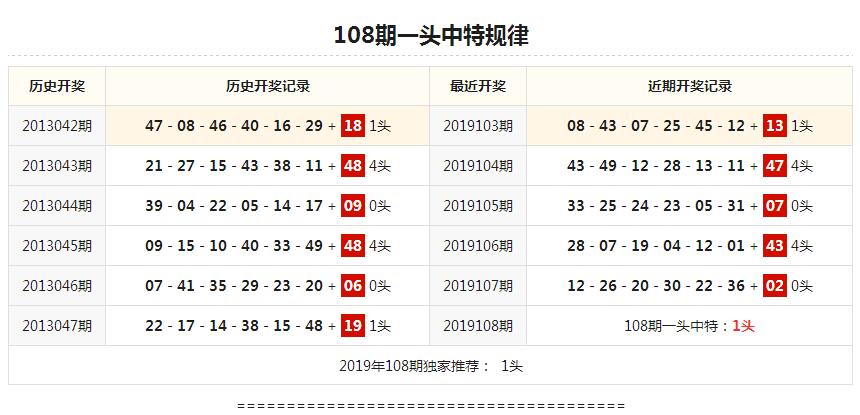 108期一头中特规律
历史开奖 历史开奖记录 最近开奖 近期开奖记录
2013042期 47 - 08 - 46 - 40 - 16 - 29 + 18 1头 2019103期 08 - 43 - 07 - 25 - 45 - 12 + 13 1头
2013043期 21 - 27 - 15 - 43 - 38 - 11 + 48 4头 2019104期 43 - 49 - 12 - 28 - 13 - 11 + 47 4头
2013044期 39 - 04 - 22 - 05 - 14 - 17 + 09 0头 2019105期 33 - 25 - 24 - 23 - 05 - 31 + 07 0头
2013045期 09 - 15 - 10 - 40 - 33 - 49 + 48 4头 2019106期 28 - 07 - 19 - 04 - 12 - 01 + 43 4头
2013046期 07 - 41 - 35 - 29 - 23 - 20 + 06 0头 2019107期 12 - 26 - 20 - 30 - 22 - 36 + 02 0头
2013047期 22 - 17 - 14 - 38 - 15 - 48 + 19 1头 2019108期 108期一头中特：1头
2019年108期独家推荐： 1头
=======================================